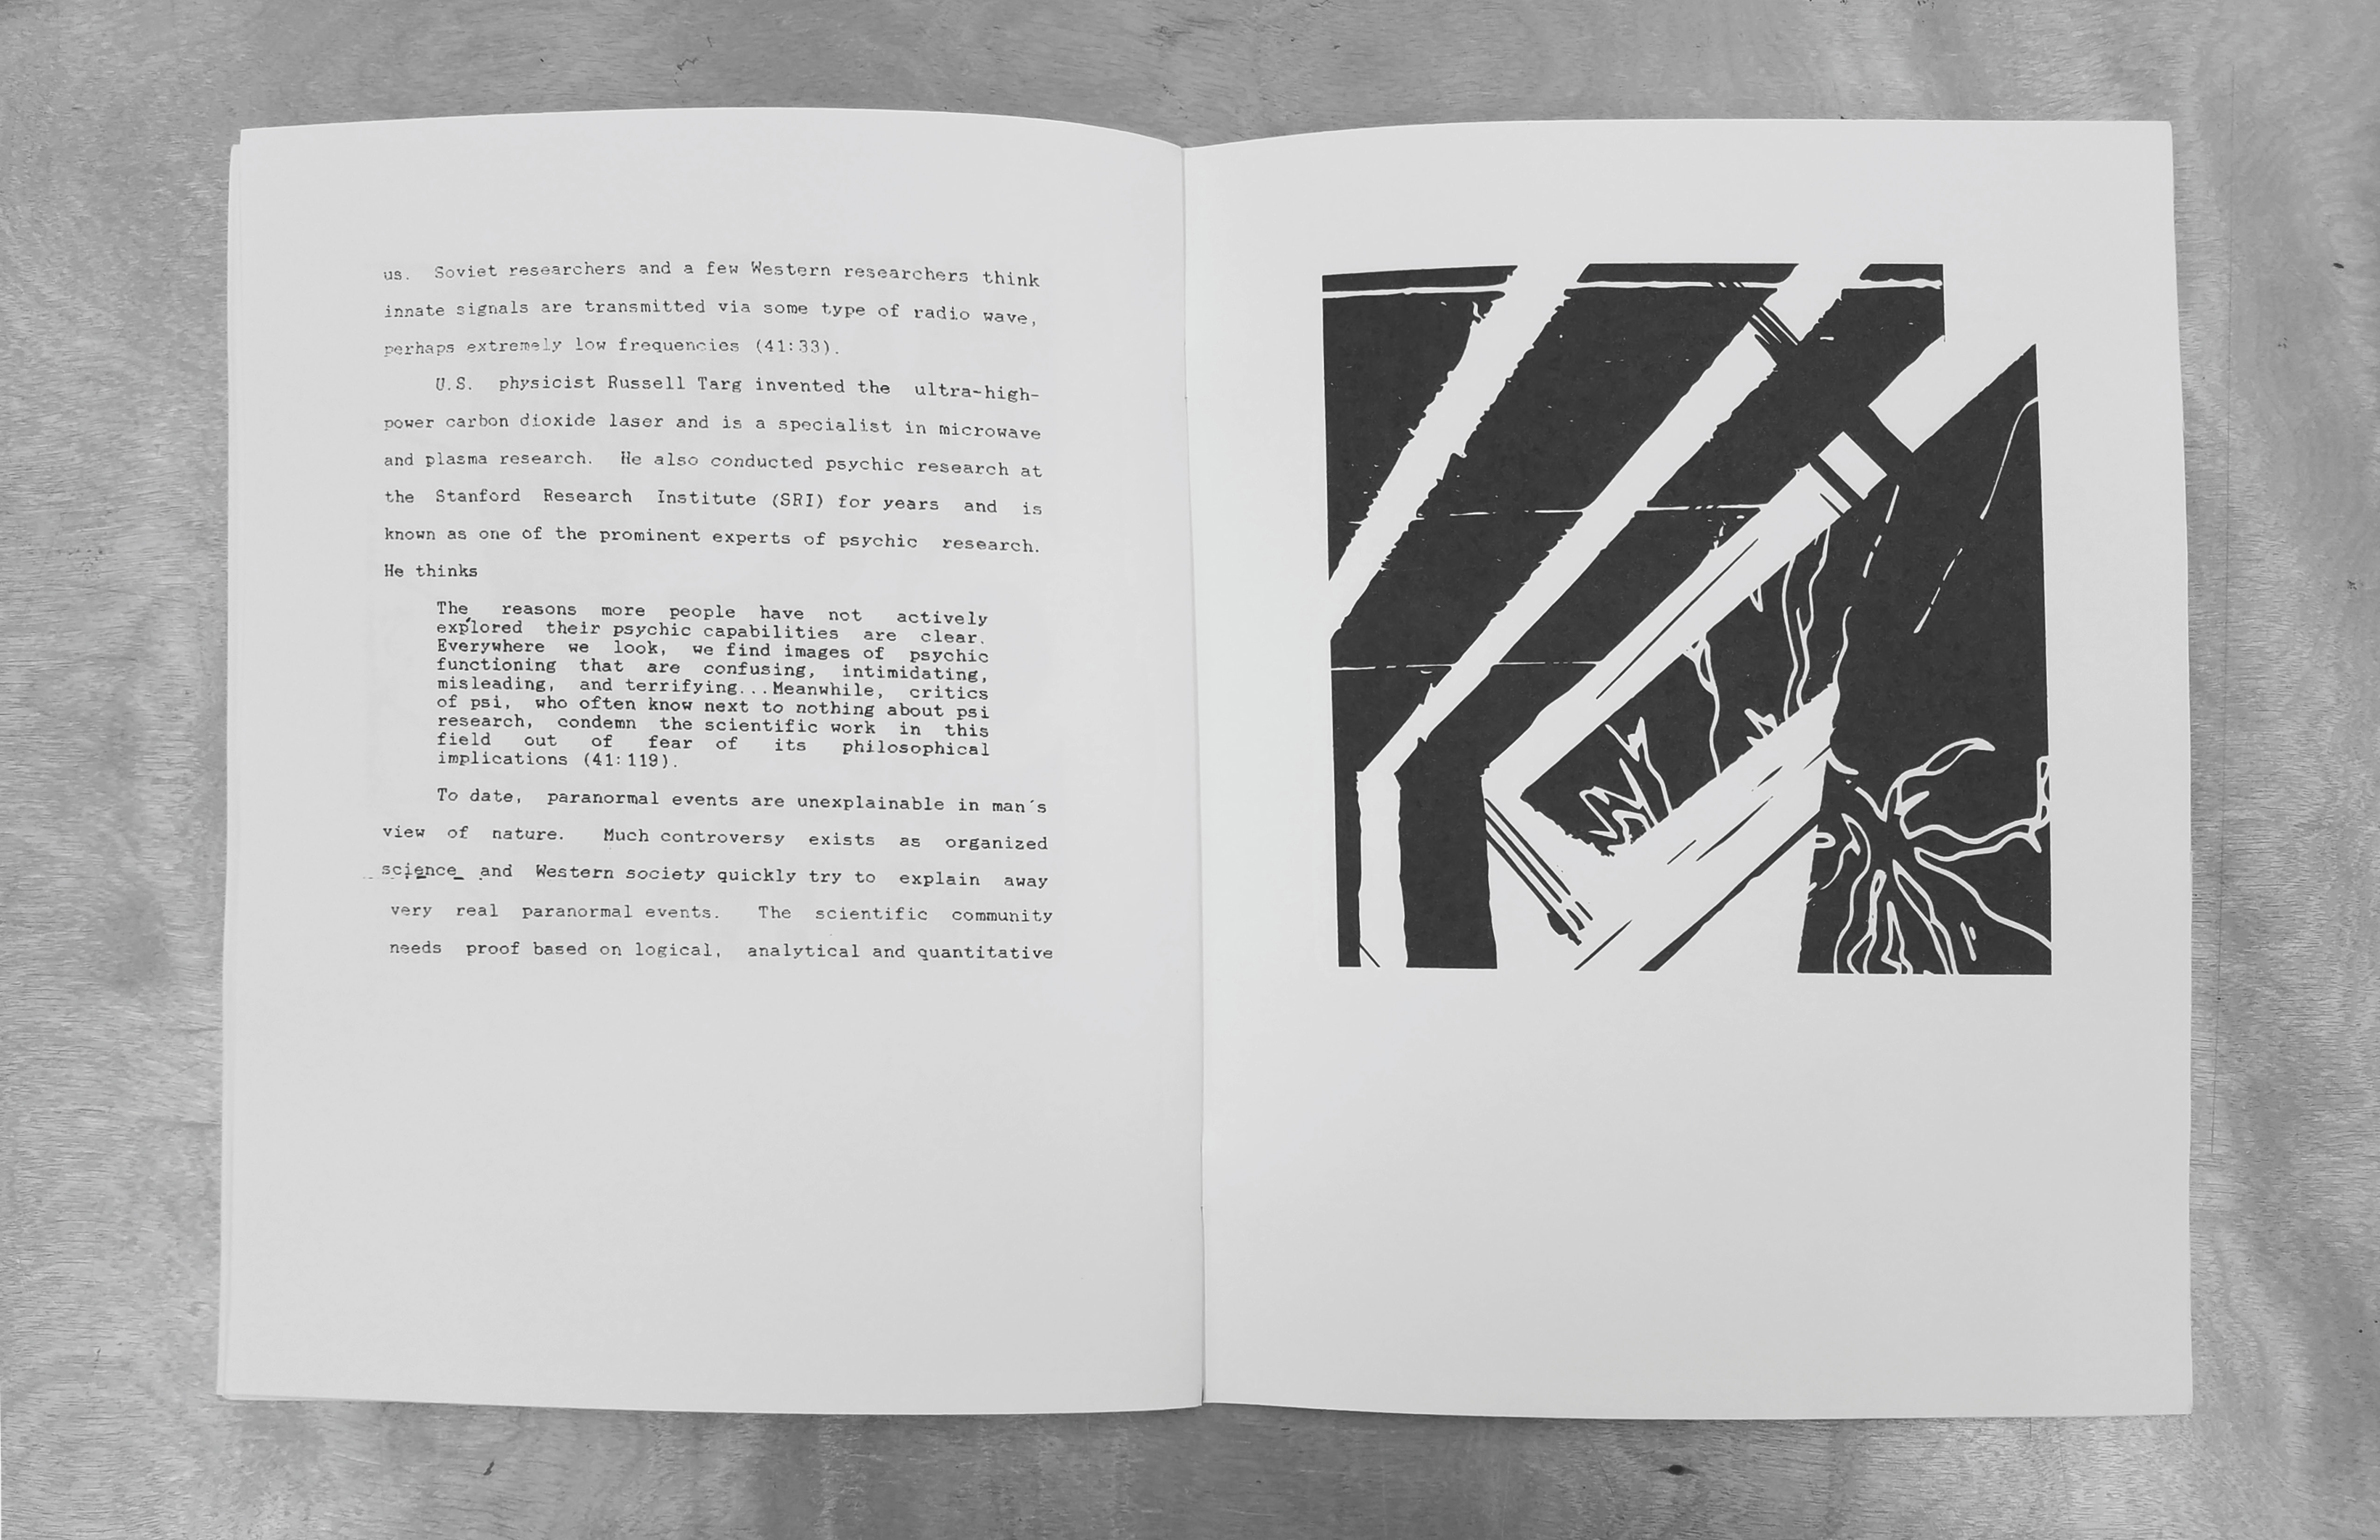 us. Soviet researchers and a few Western researchers think
innate signals are transmitted via some type of radio wave,
perhaps extremely low frequencies (41:33).
U.S. physicist Russell Targ invented the ultra-high-
power carbon dioxide laser and is a specialist in microwave
and plasma research. He also conducted psychic research at
the Stanford Research Institute (SRI) for years and is
known as one of the prominent experts of psychic research.
He thinks
The reasons more people have not actively
explored their psychic capabilities are clear.
Everywhere we look, we find images of psychic
functioning that are confusing, intimidating,
misleading, and terrifying...Meanwhile, critics
of psi, who often know next to nothing about psi
research, condemn the scientific work in this
field out of fear of its philosophical
implications (41:119).
To date, paranormal events are unexplainable in man's
view of nature. Much controversy exists as organized
science and Western society quickly try to explain away
very real paranormal events. The scientific community
needs proof based on logical, analytical and quantitative